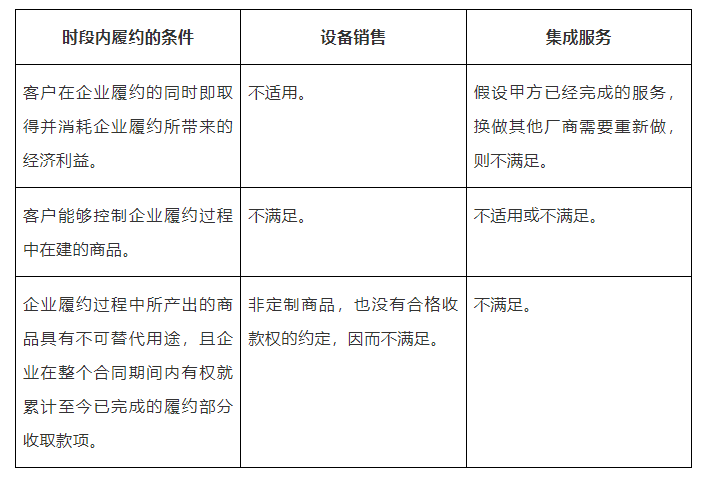 时段内履约的条件
设备销售
集成服务
客户在企业履约的同时即取
得并消耗企业履约所带来的
经济利益。
不适用。
假设甲方已经完成的服务，
换做其他厂商需要重新做，
则不满足。
客户能够控制企业履约过程
中在建的商品。
不满足。
不适用或不满足。
企业履约过程中所产出的商
品具有不可替代用途，且企
业在整个合同期间内有权就
累计至今已完成的履约部分
收取款项。
非定制商品，也没有合格收
款权的约定，因而不满足。
不满足。